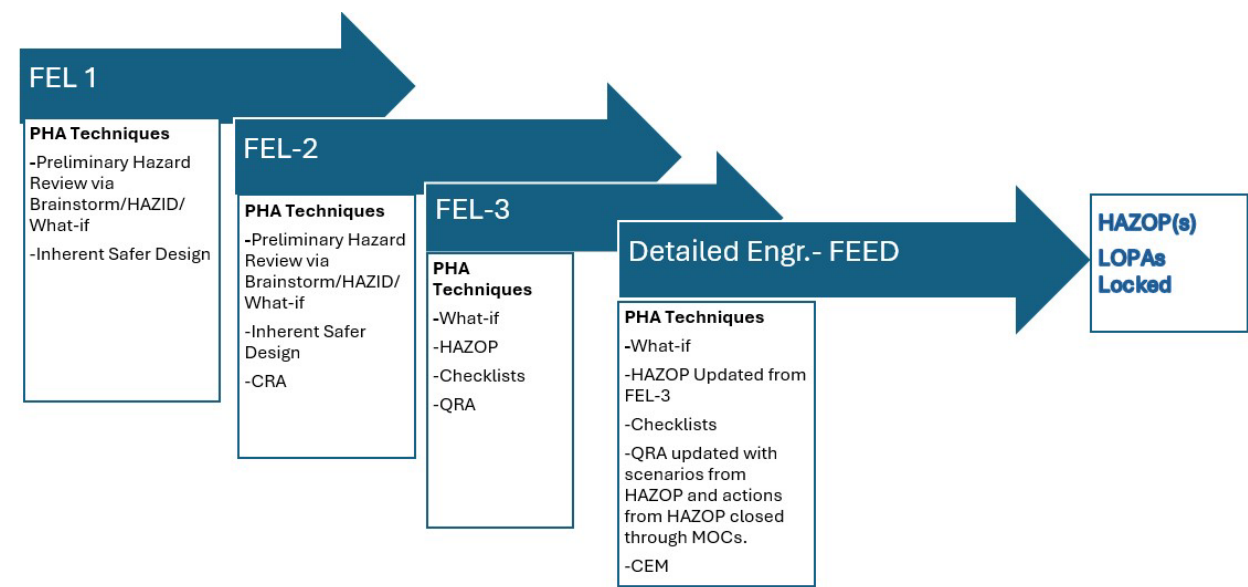 FEL 1
PHA Techniques
-Preliminary Hazard
Review via
Brainstorm/HAZID/
What-if
-Inherent Safer Design
FEL-2
PHA Techniques
-Preliminary Hazard
Review via
Brainstorm/HAZID/
What-if
-Inherent Safer
Design
-CRA
FEL-3
PHA
Techniques
-What-if
-HAZOP
-Checklists
-QRA
Detailed Engr.- FEED
PHA Techniques
-What-if
-HAZOP Updated from
FEL-3
-Checklists
-QRA updated with
scenarios from
HAZOP and actions
from HAZOP closed
through MOCs.
-CEM
HAZOP(s)
LOPAs
Locked